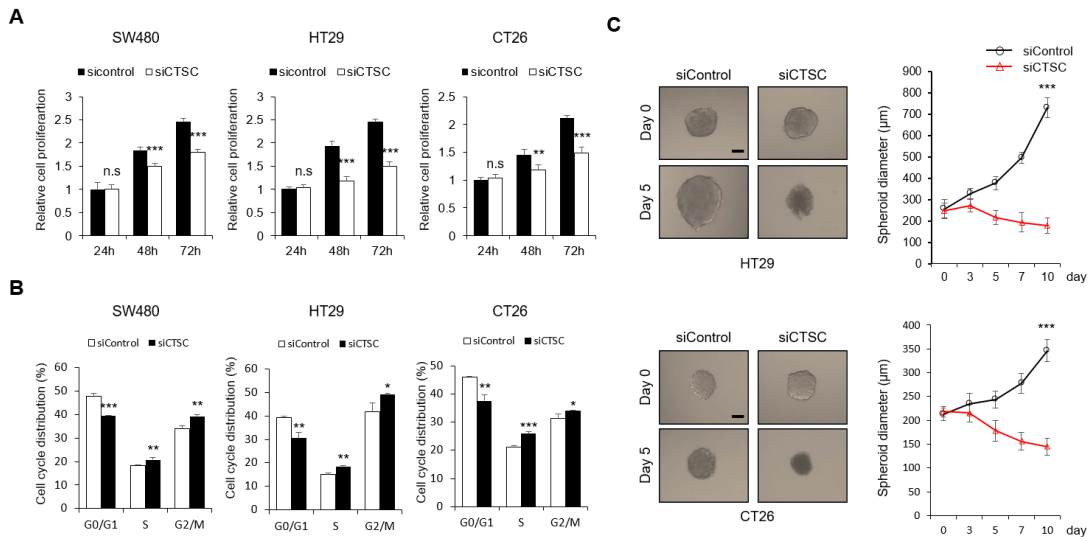 A
SW480
sicontrol siCTSC
Relative cell proliferartion
3
2.5
2
1.5
1
0.5
0
n.s
***
***
24h 48h 72h
HT29
sicontrol siCTSC
Relative cell proliferartion
3
2.5
2
1.5
1
0.5
0
n.s
***
***
24h 48h 72h
CT26
sicontrol siCTSC
Relative cell proliferartion
2.5
2
1.5
1
0.5
0
n.s
**
***
24h 48h 72h
B
SW480
siControl siCTSC
Cell cycle distribution (%)
60
50
40
30
20
10
0
***
**
**
G0/G1 S G2/M
HT29
siControl siCTSC
Cell cycle distribution (%)
60
50
40
30
20
10
0
**
**
*
G0/G1 S G2/M
CT26
siControl siCTSC
Cell cycle distribution (%)
50
40
30
20
10
0
**
***
*
G0/G1 S G2/M
C
siControl siCTSC
Day 0
Day 5
HT29
siControl
siCTSC
Spheroid diameter (μm)
900
800
700
600
500
400
300
200
100
0
***
0 3 5 7 10 day
siControl siCTSC
Day 0
Day 5
CT26
Spheroid diameter (μm)
400
350
300
250
200
150
100
50
0
***
0 3 5 7 10 day